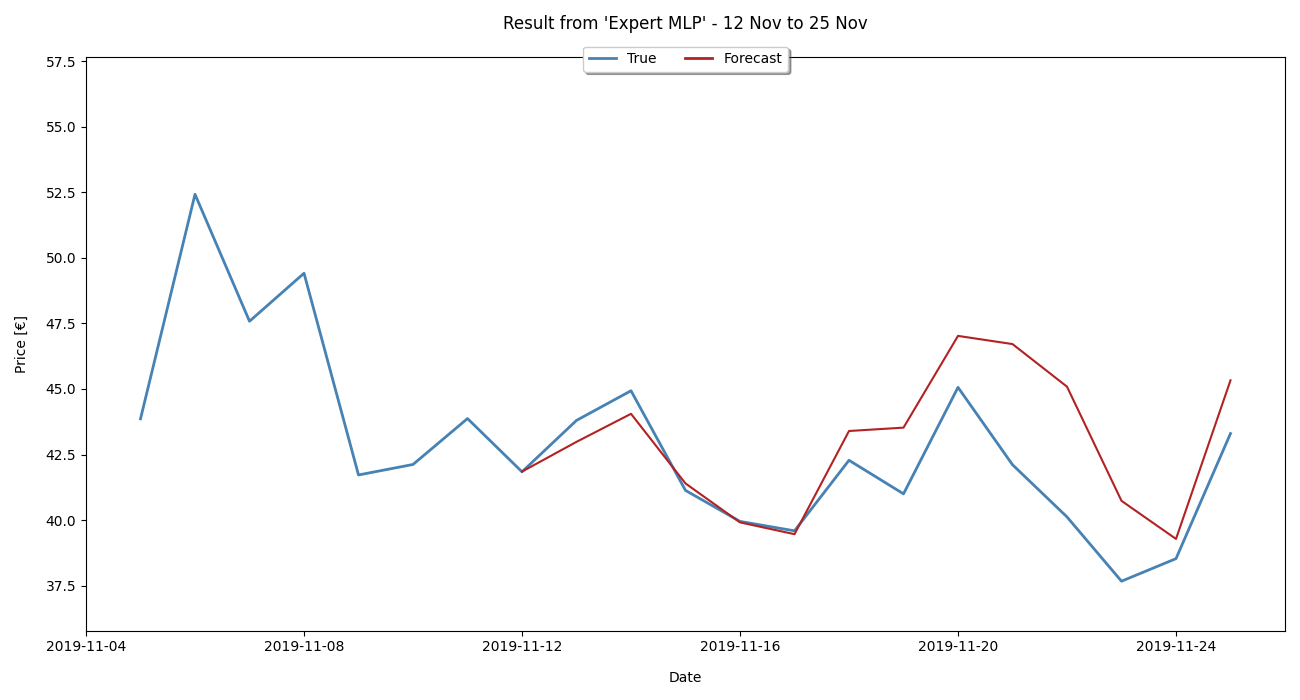 Result from 'Expert MLP' - 12 Nov to 25 Nov
True Forecast
57.5
55.0
52.5
50.0
47.5
45.0
42.5
40.0
37.5
Price [€]
2019-11-04 2019-11-08 2019-11-12 2019-11-16 2019-11-20 2019-11-24
Date